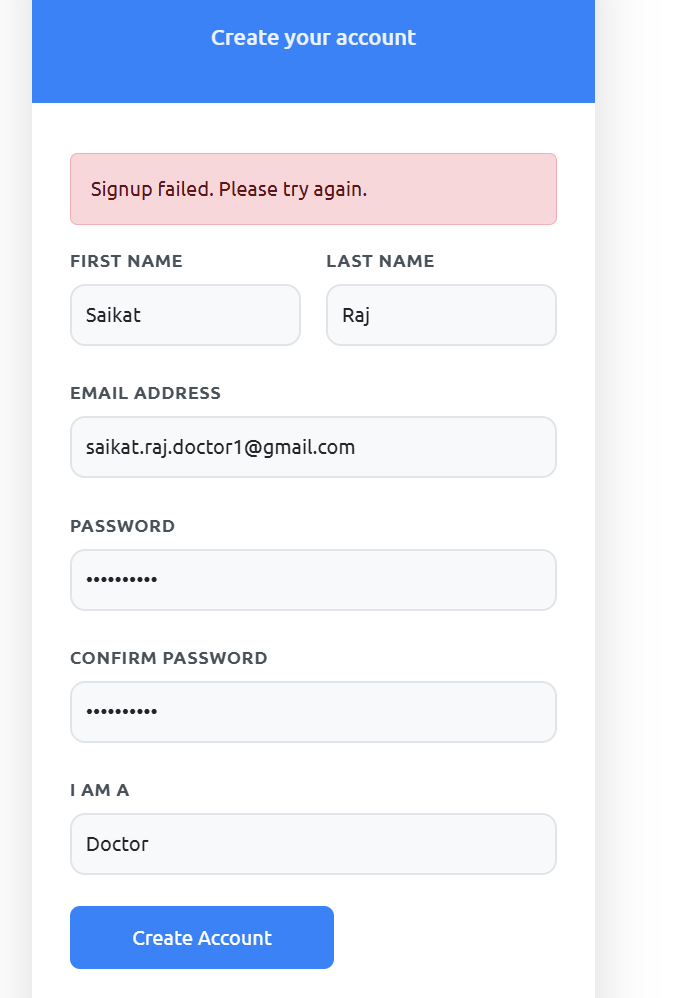 Create your account
Signup failed. Please try again.
FIRST NAME LAST NAME
Saikat Raj
EMAIL ADDRESS
saikat.raj.doctor1@gmail.com
PASSWORD
••••••••••
CONFIRM PASSWORD
••••••••••
I AM A
Doctor
Create Account